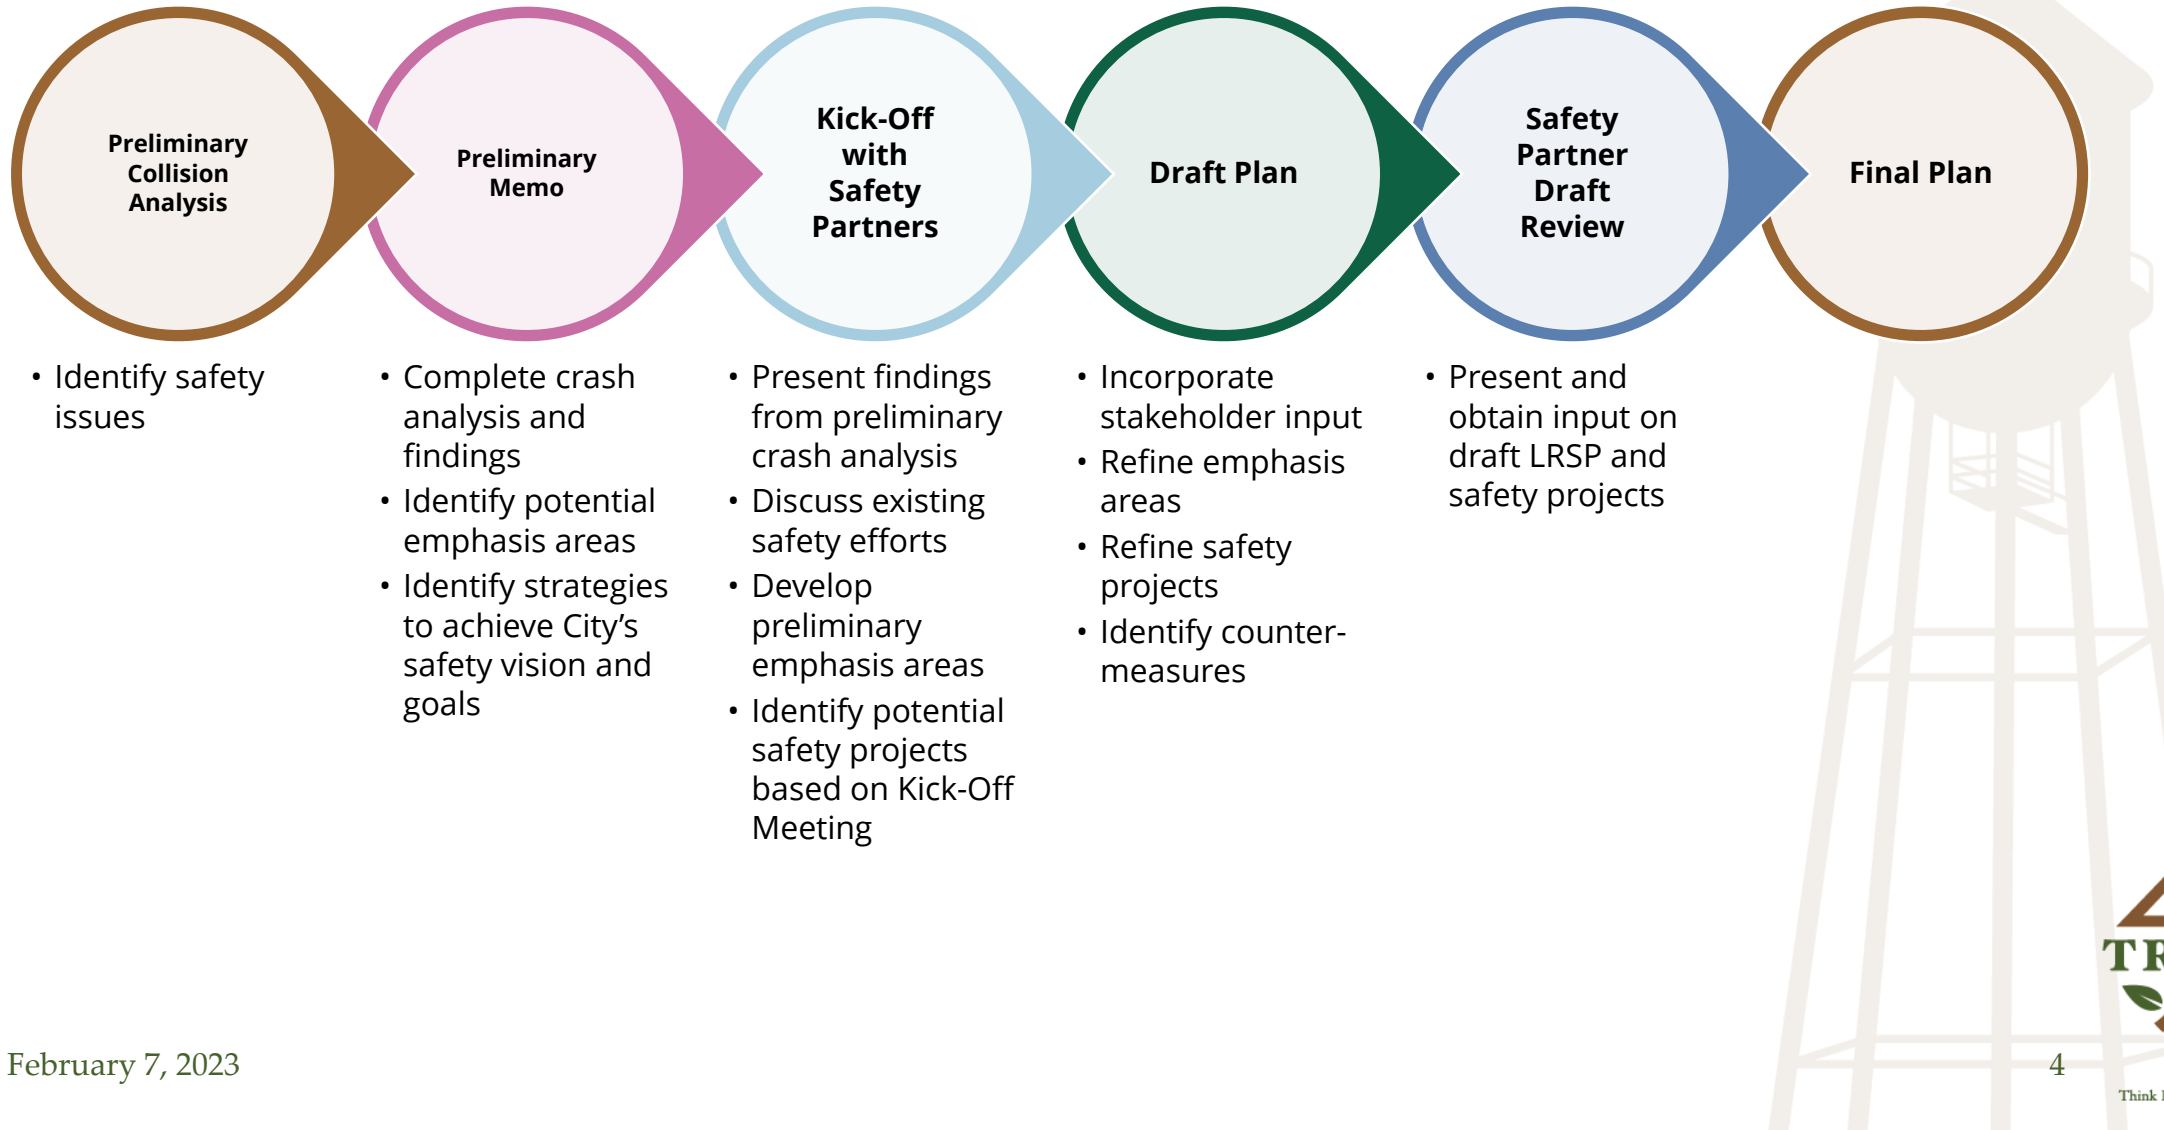 Preliminary
Collision
Analysis
• Identify safety
issues
Preliminary
Memo
• Complete crash
analysis and
findings
• Identify potential
emphasis areas
• Identify strategies
to achieve City’s
safety vision and
goals
Kick-Off
with
Safety
Partners
• Present findings
from preliminary
crash analysis
• Discuss existing
safety efforts
• Develop
preliminary
emphasis areas
• Identify potential
safety projects
based on Kick-Off
Meeting
Draft Plan
• Incorporate
stakeholder input
• Refine emphasis
areas
• Refine safety
projects
• Identify counter-
measures
Safety
Partner
Draft
Review
• Present and
obtain input on
draft LRSP and
safety projects
Final Plan
February 7, 2023
4
Think